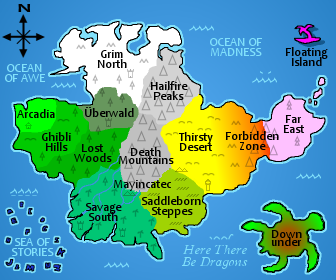 N
Grim
North
OCEAN OF
MADNESS
Floating
Island
OCEAN
OF AWE
Hailfire
Peaks
Arcadia
Überwald
Far
East
Ghibli
Hills
Lost
Woods
Thirsty
Desert
Forbidden
Zone
Death
Mountains
Mayincatec
Savage
South
Saddleborn
Steppes
SEA OF
STORIES
Here There
Be Dragons
Down
under